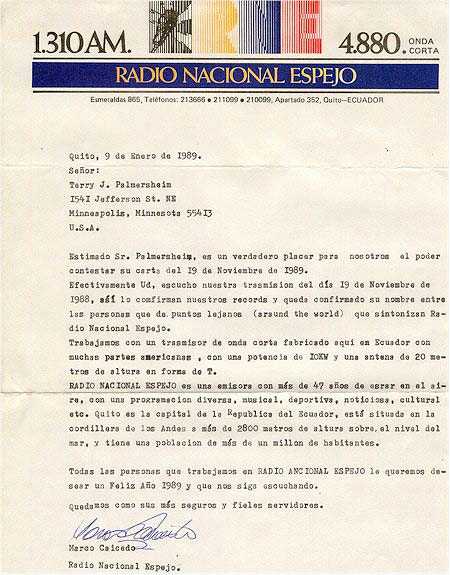 1.310 AM.
RNE
4.880. ONDA CORTA
RADIO NACIONAL ESPEJO
Esmeraldas 865, Teléfonos: 213666 • 211099 • 210099, Apartado 352, Quito—ECUADOR
Quito, 9 de Enero de 1989.
Señor:
Terry J. Palmersheim
I54I Jefferson St. NE
Minneapolis, Minnesota 554I3
U.S.A.
Estimado Sr. Palmersheim, es un verdadero placer para nosotros el poder
contestar su carta del 19 de Noviembre de 1989.
Efectivamente Ud, escucho nuestra trasmision del día 19 de Noviembre de
1988, así lo comfirman nuestros records y queda confirmado su nombre entre
las personas que de puntos lejanos (araund the world) que sintonizan Ra-
dio Nacional Espejo.
Trabajamos con un trasmisor de onda corta fabricado aqui en Ecuador con
muchas partes americanas , con una potencia de IOKW y una antena de 20 me-
tros de altura en forma de T.
RADIO NACIONAL ESPEJO es una emisora con más de 47 años de esrar en el ai-
re, con una programacion diversa, musical, deportiva, noticiosa, cultural
etc. Quito es la capital de la Republica del Ecuador, está situada en la
cordillera de los Andes a más de 2800 metros de altura sobre el nivel del
mar, y tiene una poblacion de más de un millon de habitantes.
Todas las personas que trabajamos en RADIO ANCIONAL ESPEJO le queremos de-
sear un Feliz Año 1989 y que nos siga escuchando.
Quedamos como sus más seguros y fieles servidores.
Marco Caicedo
Radio Nacional Espejo.